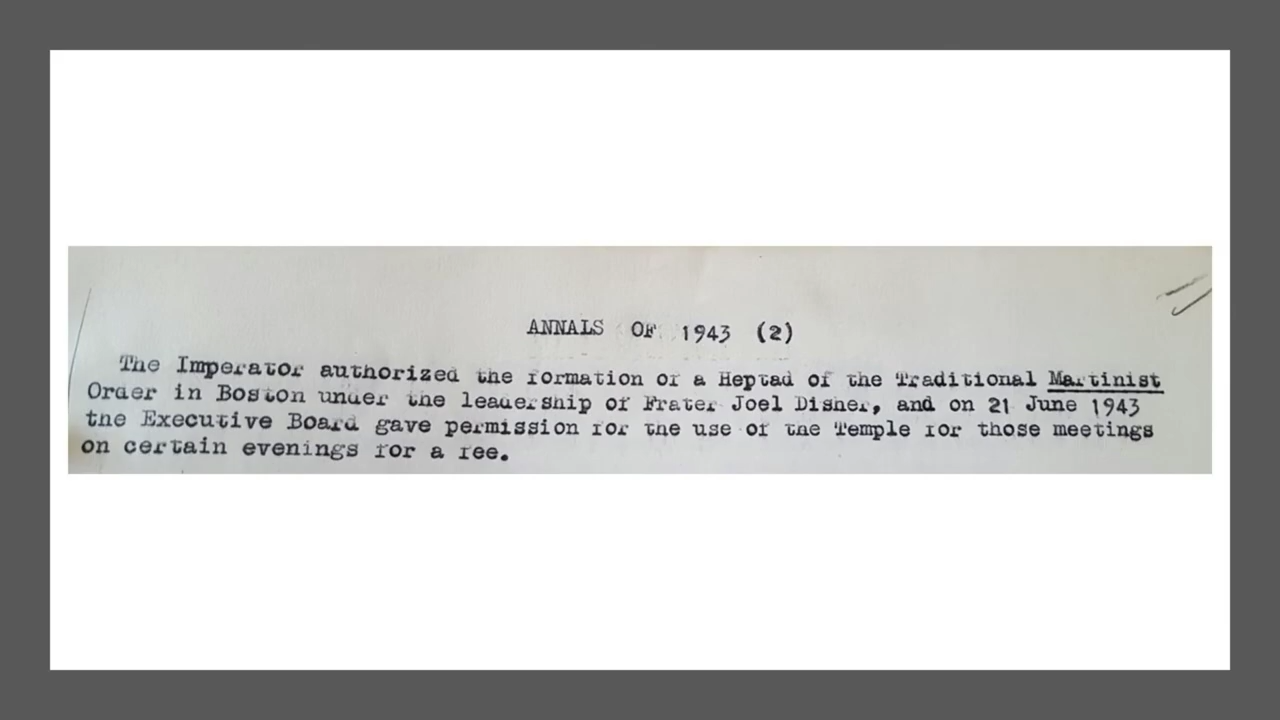 ANNALS OF 1943 (2)
The Imperator authorized the formation of a Heptad of the Traditional Martinist
Order in Boston under the leadership of Frater Joel Disher, and on 21 June 1943
the Executive Board gave permission for the use of the Temple for those meetings
on certain evenings for a fee.